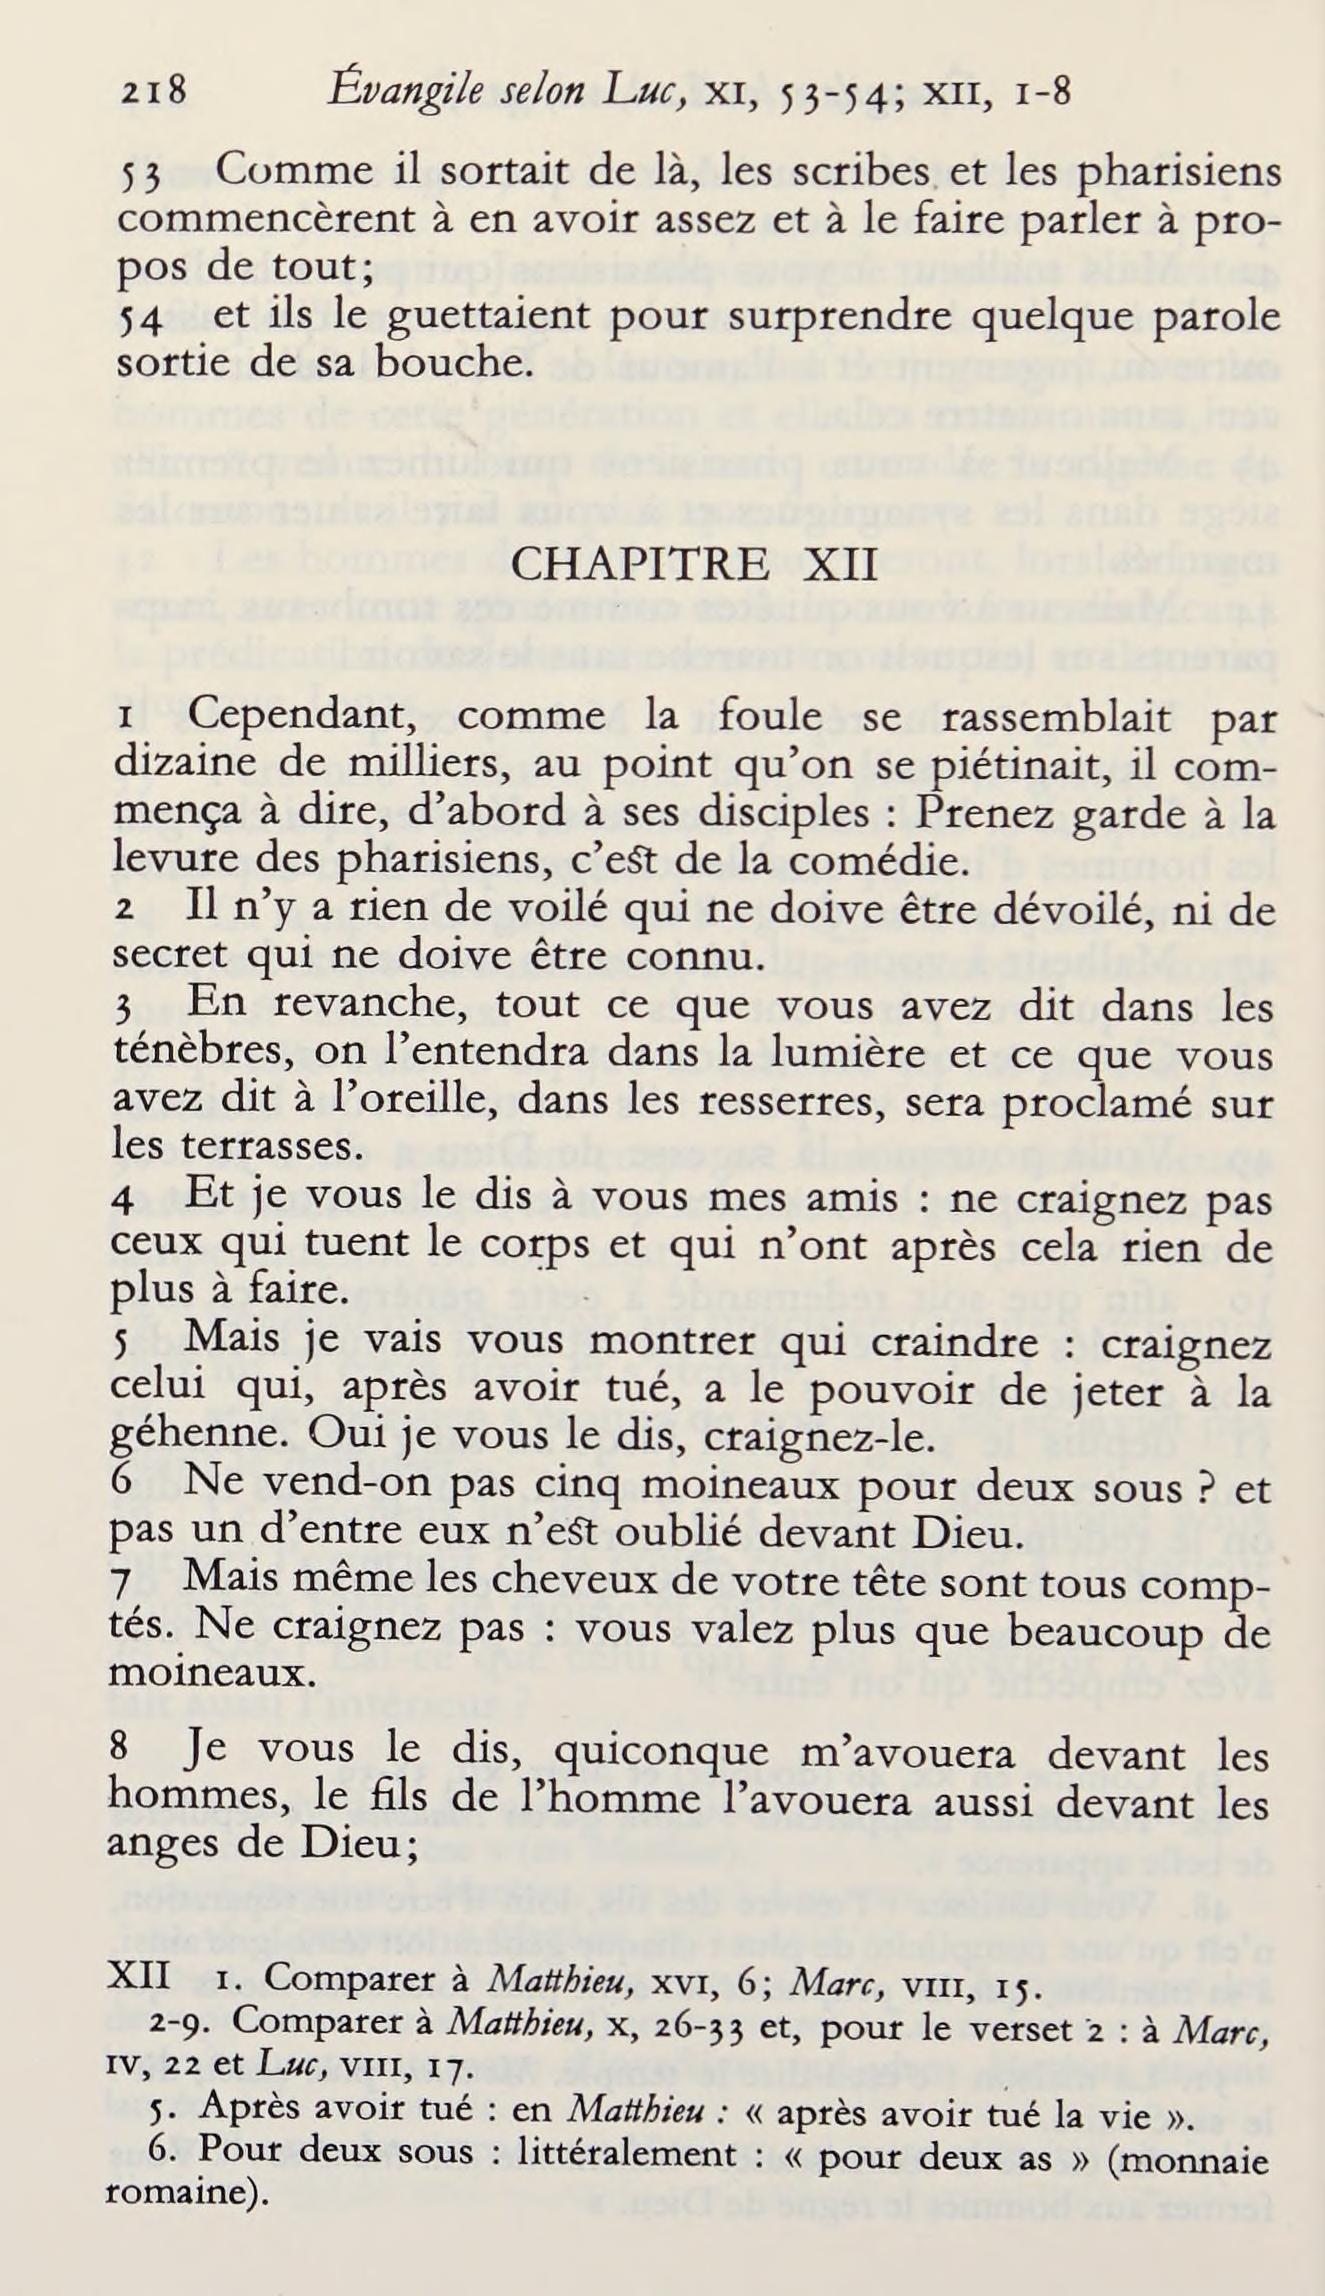 218 Évangile selon Luc, XI, 53-54; XII, 1-8
53 Comme il sortait de là, les scribes et les pharisiens
commencèrent à en avoir assez et à le faire parler à pro-
pos de tout;
54 et ils le guettaient pour surprendre quelque parole
sortie de sa bouche.
CHAPITRE XII
1 Cependant, comme la foule se rassemblait par
dizaine de milliers, au point qu’on se piétinait, il com-
mença à dire, d’abord à ses disciples : Prenez garde à la
levure des pharisiens, c’est de la comédie.
2 Il n’y a rien de voilé qui ne doive être dévoilé, ni de
secret qui ne doive être connu.
3 En revanche, tout ce que vous avez dit dans les
ténèbres, on l’entendra dans la lumière et ce que vous
avez dit à l’oreille, dans les resserres, sera proclamé sur
les terrasses.
4 Et je vous le dis à vous mes amis : ne craignez pas
ceux qui tuent le corps et qui n’ont après cela rien de
plus à faire.
5 Mais je vais vous montrer qui craindre : craignez
celui qui, après avoir tué, a le pouvoir de jeter à la
géhenne. Oui je vous le dis, craignez-le.
6 Ne vend-on pas cinq moineaux pour deux sous ? et
pas un d’entre eux n’est oublié devant Dieu.
7 Mais même les cheveux de votre tête sont tous comp-
tés. Ne craignez pas : vous valez plus que beaucoup de
moineaux.
8 Je vous le dis, quiconque m’avouera devant les
hommes, le fils de l’homme l’avouera aussi devant les
anges de Dieu;
XII 1. Comparer à Matthieu, XVI, 6; Marc, VIII, 15.
2-9. Comparer à Matthieu, X, 26-33 et, pour le verset 2 : à Marc,
IV, 22 et Luc, VIII, 17.
5. Après avoir tué : en Matthieu : « après avoir tué la vie ».
6. Pour deux sous : littéralement : « pour deux as » (monnaie
romaine).